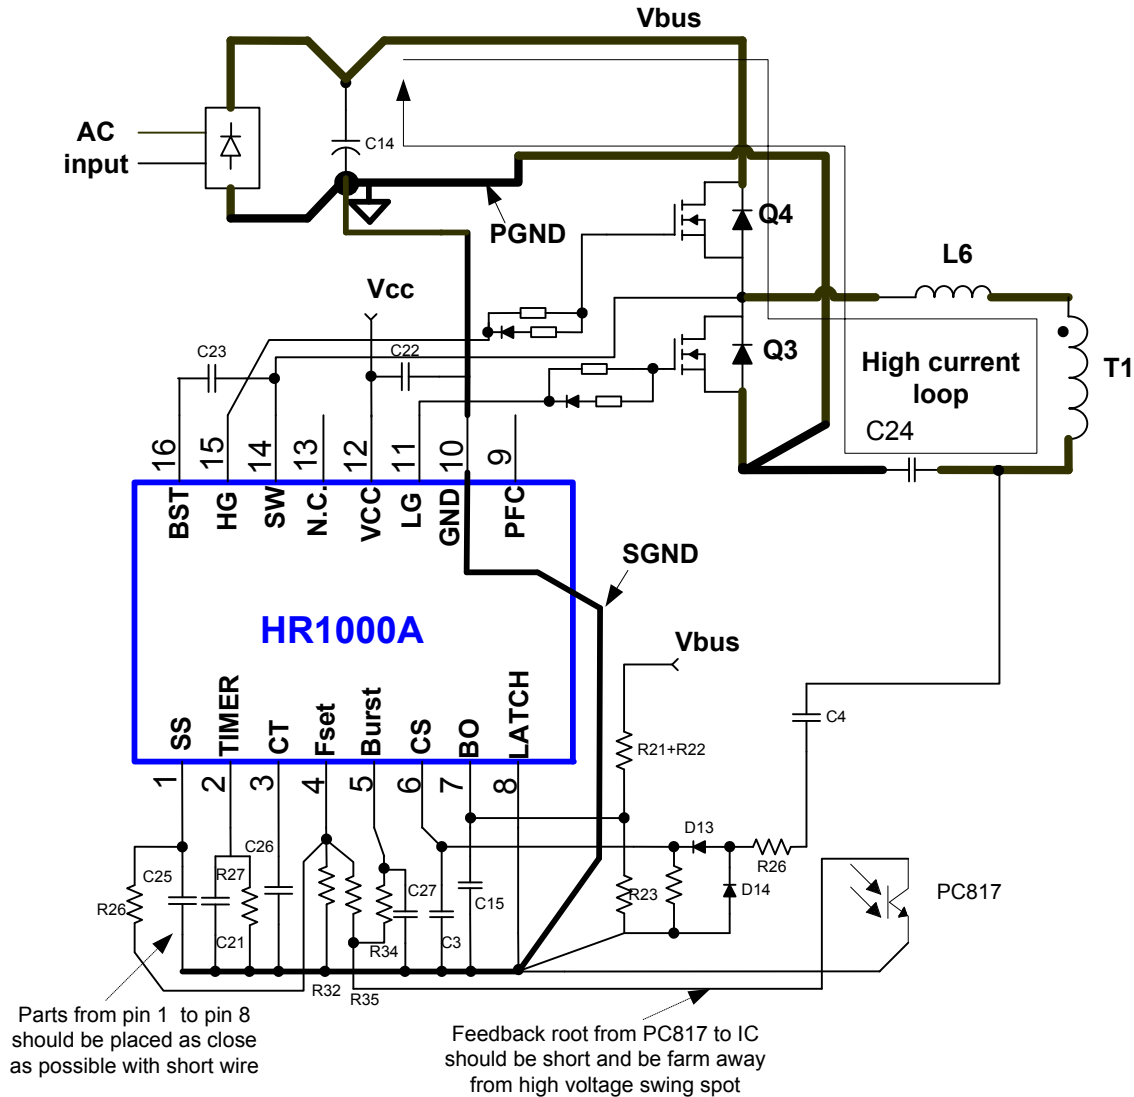 Vbus
AC
input
C14
PGND
Q4
L6
Vcc
C23
C22
Q3
T1
High current
loop
C24
16
15
14
13
12
11
10
9
BST
HG
SW
N.C.
VCC
LG
GND
PFC
SGND
HR1000A
Vbus
SS
TIMER
CT
Fset
Burst
CS
BO
LATCH
C4
R21+R22
1
2
3
4
5
6
7
8
D13
R26
C25
R27
C26
C27
C15
R23
D14
PC817
R26
C21
R34
C3
R32
R35
Parts from pin 1 to pin 8
should be placed as close
as possible with short wire
Feedback root from PC817 to IC
should be short and be farm away
from high voltage swing spot